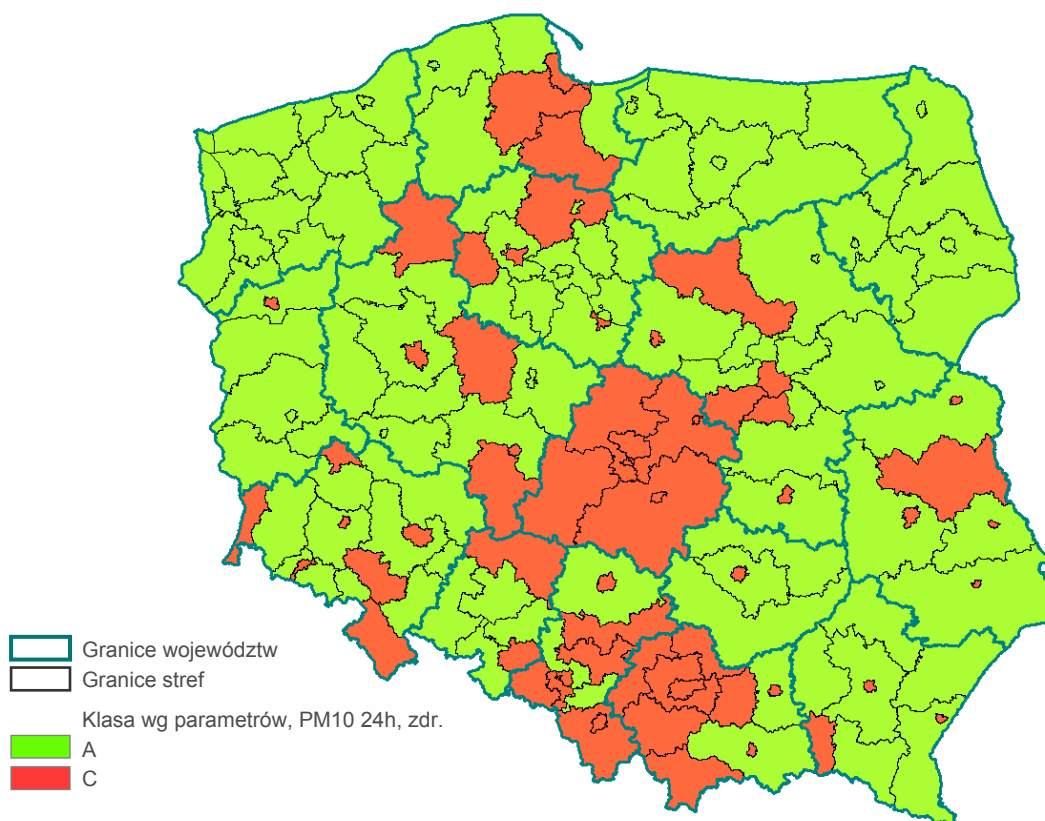 Granice województw
Granice stref
Klasa wg parametrów, PM10 24h, zdr.
A
C